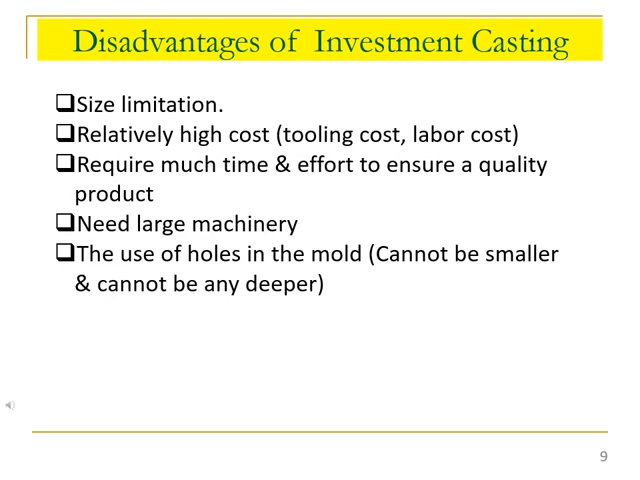 Disadvantages of Investment Casting
❑Size limitation.
❑Relatively high cost (tooling cost, labor cost)
❑Require much time & effort to ensure a quality
product
❑Need large machinery
❑The use of holes in the mold (Cannot be smaller
& cannot be any deeper)
9